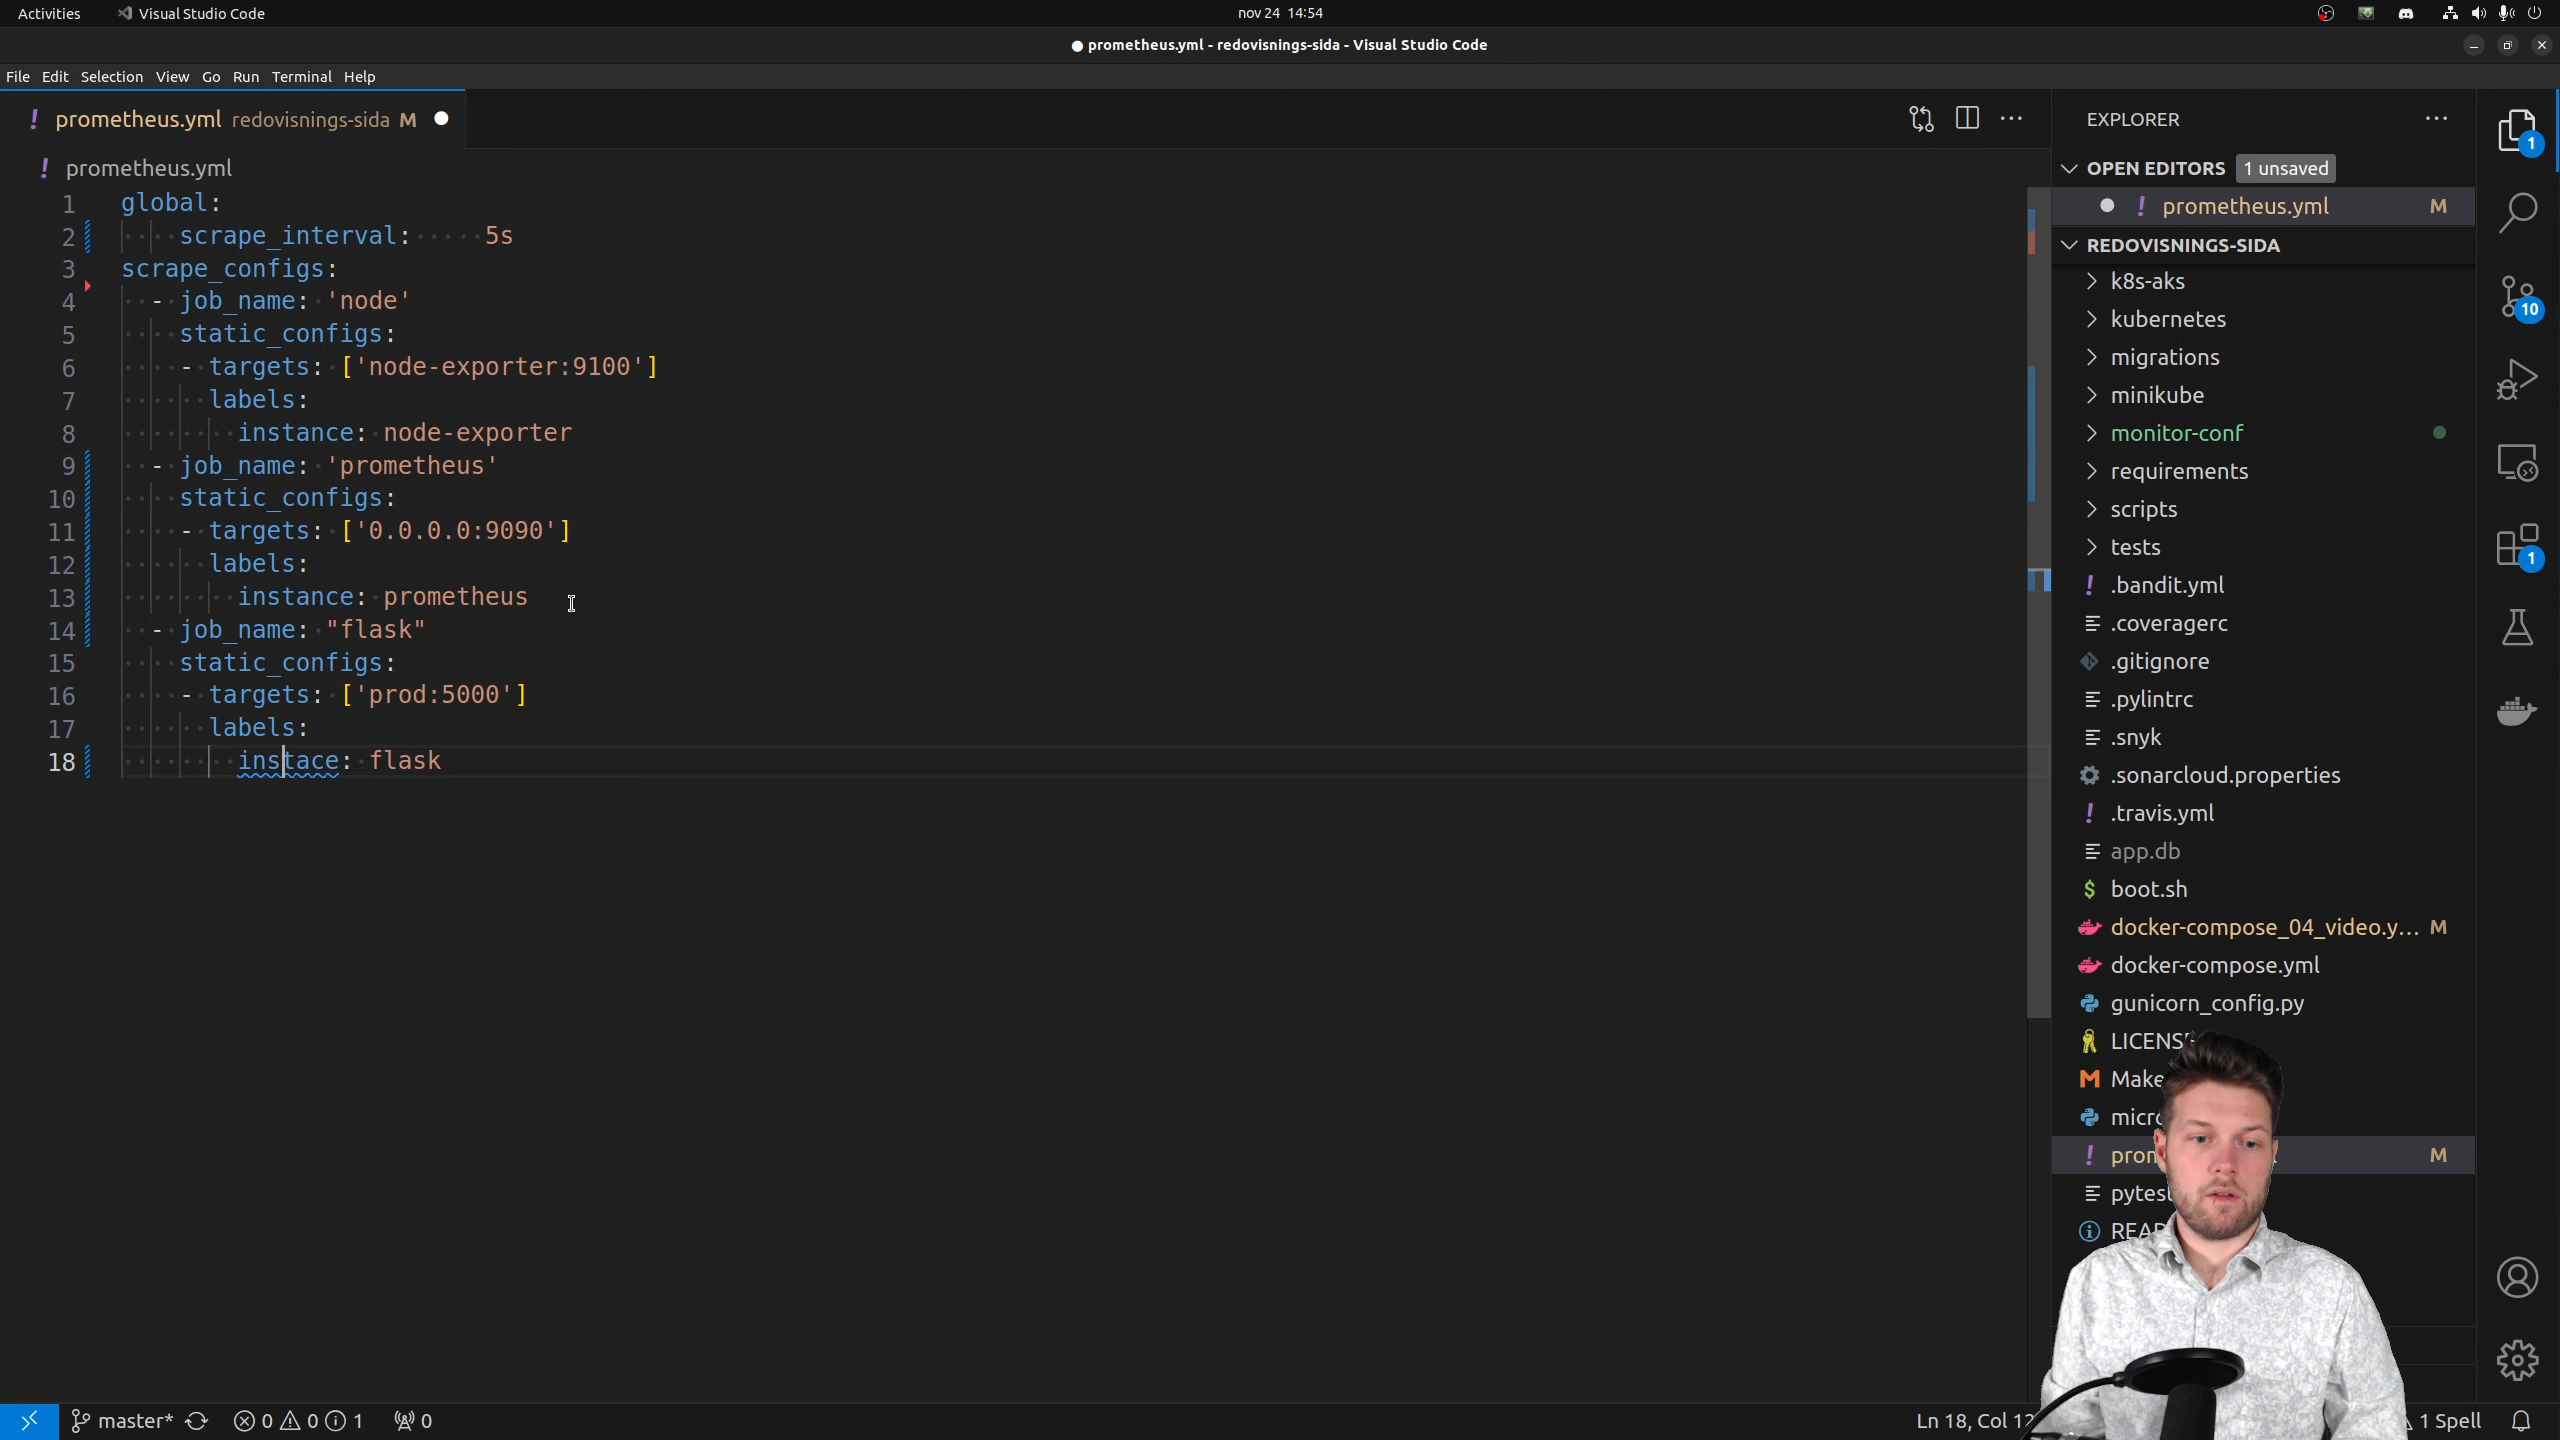 Activities Visual Studio Code nov 24 14:54
● prometheus.yml - redovisnings-sida - Visual Studio Code
File Edit Selection View Go Run Terminal Help
! prometheus.yml redovisnings-sida M
! prometheus.yml
1 global:
2 scrape_interval: 5s
3 scrape_configs:
4 - job_name: 'node'
5 static_configs:
6 - targets: ['node-exporter:9100']
7 labels:
8 instance: node-exporter
9 - job_name: 'prometheus'
10 static_configs:
11 - targets: ['0.0.0.0:9090']
12 labels:
13 instance: prometheus
14 - job_name: "flask"
15 static_configs:
16 - targets: ['prod:5000']
17 labels:
18 instace: flask
EXPLORER
OPEN EDITORS 1 unsaved
! prometheus.yml M
REDOVISNINGS-SIDA
k8s-aks
kubernetes
migrations
minikube
monitor-conf
requirements
scripts
tests
! .bandit.yml
.coveragerc
.gitignore
.pylintrc
.snyk
.sonarcloud.properties
! .travis.yml
app.db
$ boot.sh
docker-compose_04_video.y... M
docker-compose.yml
gunicorn_config.py
LICENS
M Make
micr
! pro M
pytes
REA
1
10
1
master* 0 0 1 0
Ln 18, Col 12
1 Spell